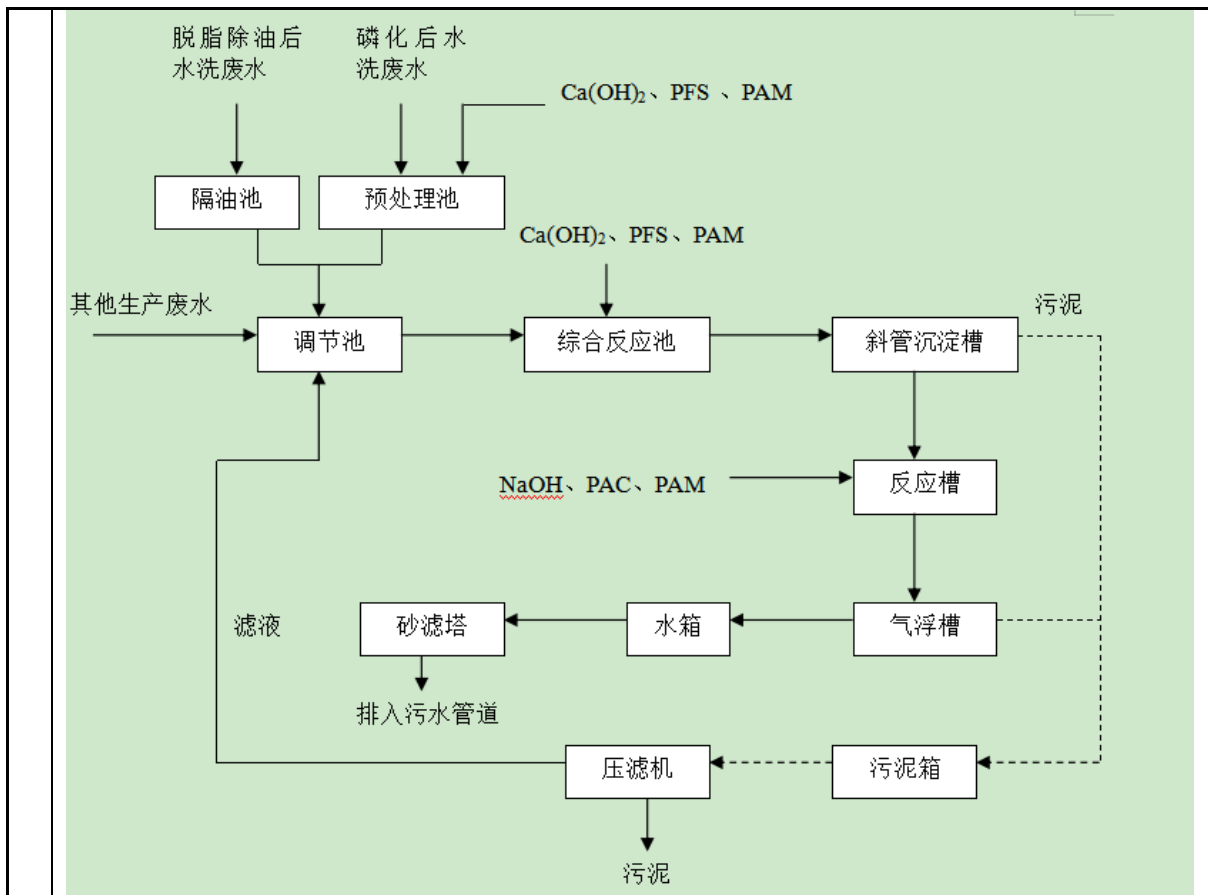 脱脂除油后
水洗废水
磷化后水
洗废水
Ca(OH)₂、PFS 、PAM
隔油池
预处理池
Ca(OH)₂、PFS、PAM
其他生产废水
污泥
调节池
综合反应池
斜管沉淀槽
NaOH、PAC、PAM
反应槽
滤液
砂滤塔
水箱
气浮槽
排入污水管道
压滤机
污泥箱
污泥